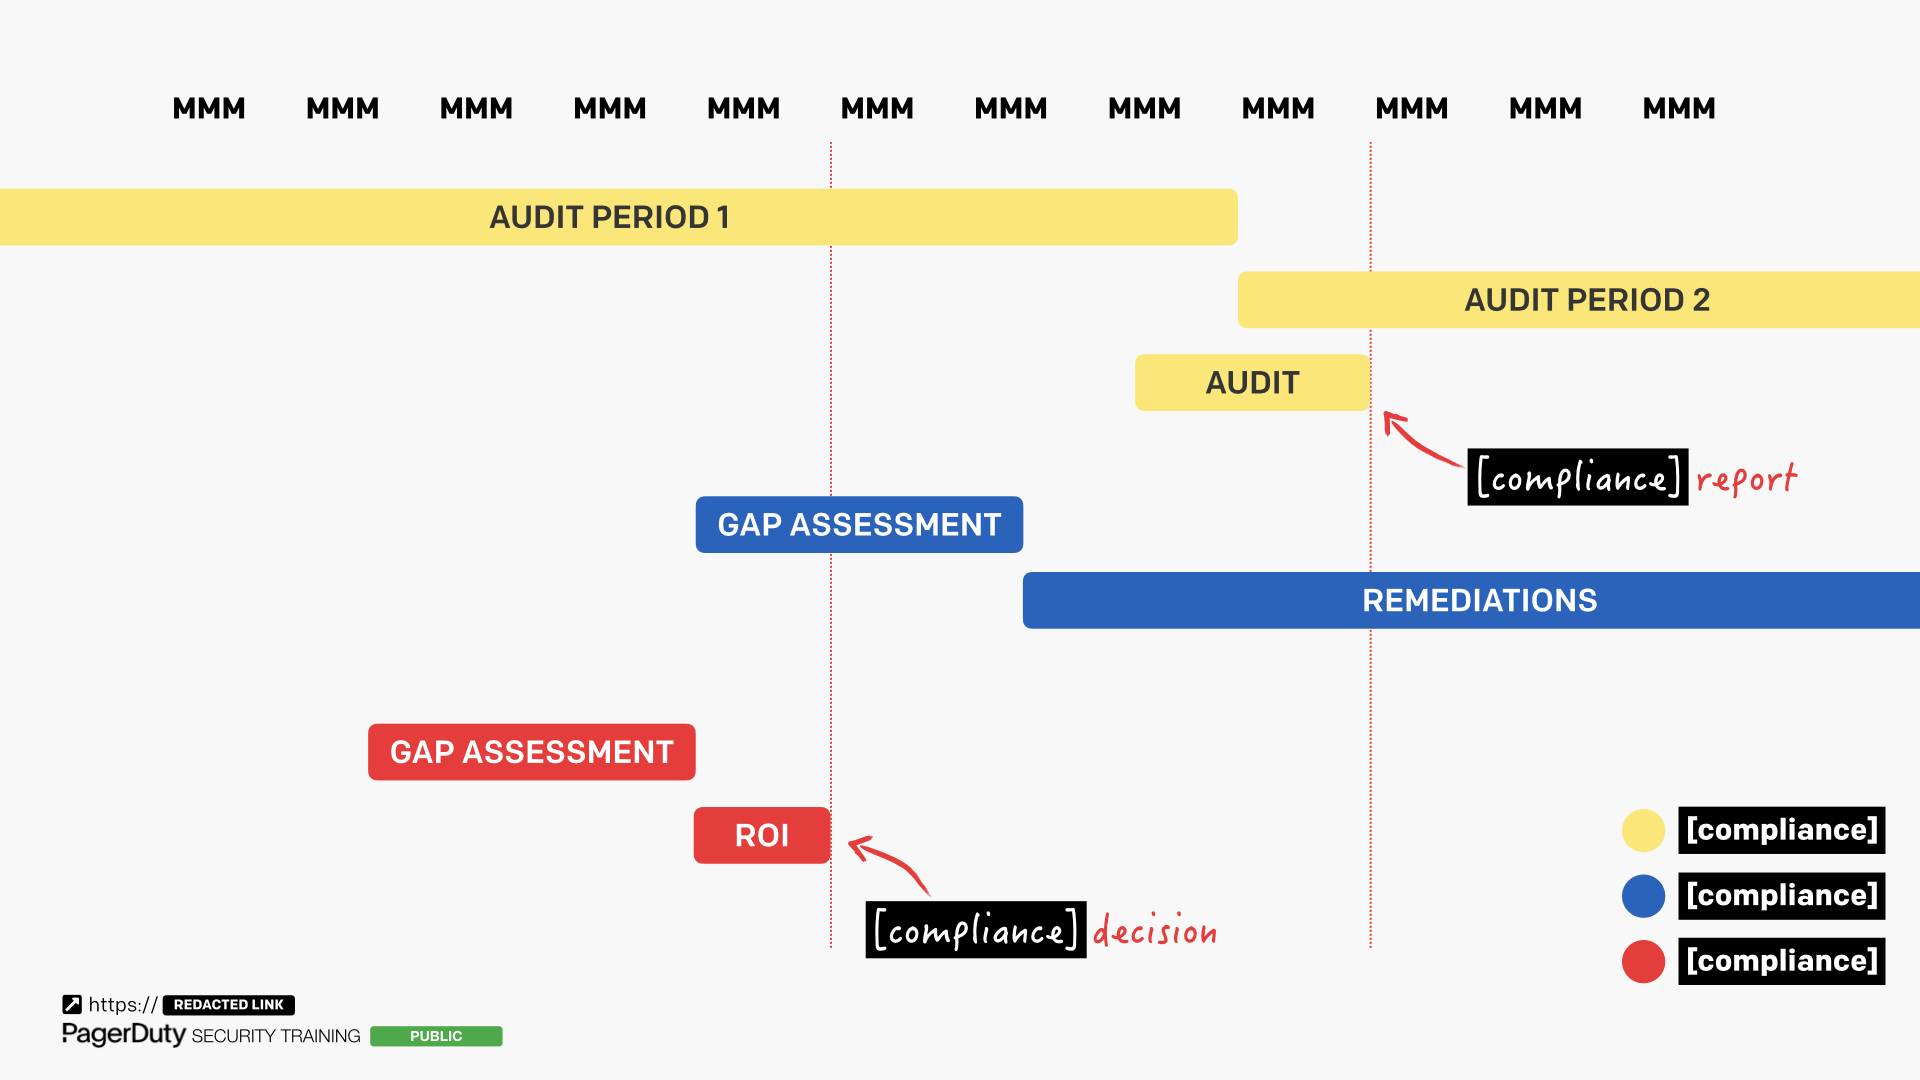 MMM MMM MMM MMM MMM MMM MMM MMM MMM MMM MMM MMM
AUDIT PERIOD 1
AUDIT PERIOD 2
AUDIT
[compliance] report
GAP ASSESSMENT
REMEDIATIONS
GAP ASSESSMENT
ROI
[compliance] decision
[compliance]
[compliance]
[compliance]
https:// REDACTED LINK
PagerDuty SECURITY TRAINING PUBLIC